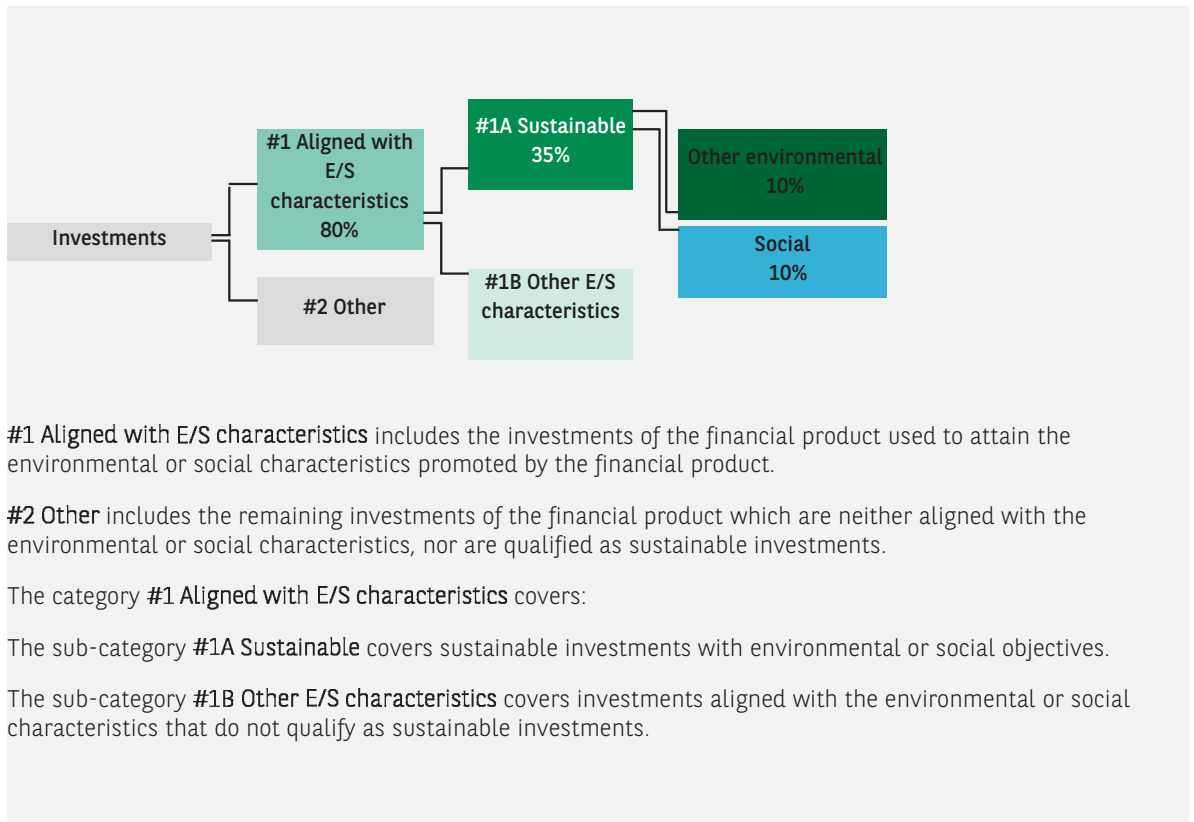 Investments
#1 Aligned with
E/S
characteristics
80%
#2 Other
#1A Sustainable
35%
#1B Other E/S
characteristics
Other environmental
10%
Social
10%
#1 Aligned with E/S characteristics includes the investments of the financial product used to attain the
environmental or social characteristics promoted by the financial product.
#2 Other includes the remaining investments of the financial product which are neither aligned with the
environmental or social characteristics, nor are qualified as sustainable investments.
The category #1 Aligned with E/S characteristics covers:
The sub-category #1A Sustainable covers sustainable investments with environmental or social objectives.
The sub-category #1B Other E/S characteristics covers investments aligned with the environmental or social
characteristics that do not qualify as sustainable investments.